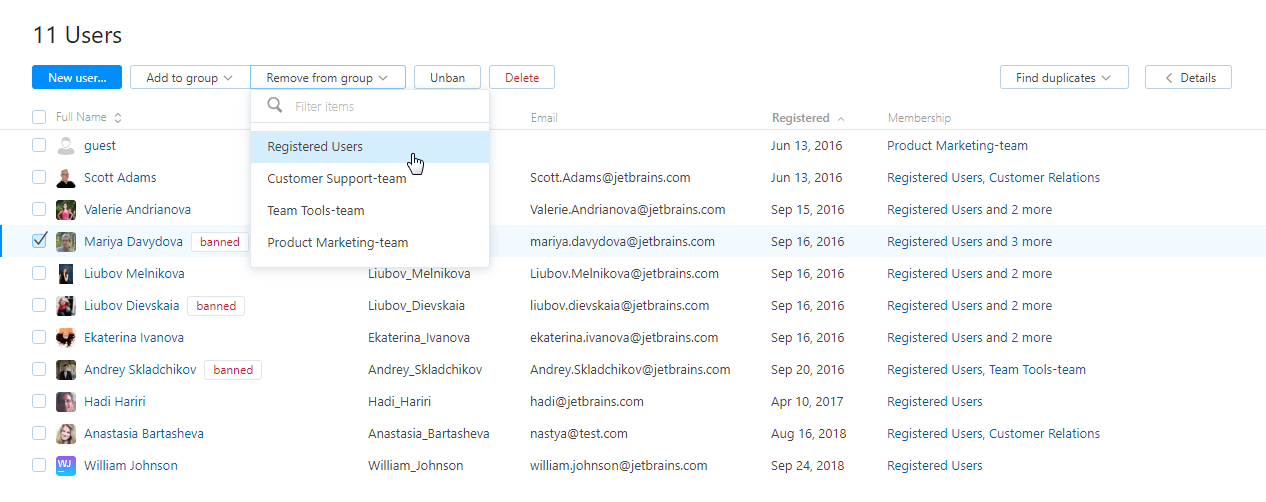 11 Users
New user... Add to group Remove from group Unban Delete Find duplicates Details
Filter items
Full Name Email Registered Membership
Registered Users
Customer Support-team
Team Tools-team
Product Marketing-team
guest Jun 13, 2016 Product Marketing-team
Scott Adams Scott.Adams@jetbrains.com Jun 13, 2016 Registered Users, Customer Relations
Valerie Andrianova Valerie.Andrianova@jetbrains.com Sep 15, 2016 Registered Users and 2 more
Mariya Davydova banned mariya.davydova@jetbrains.com Sep 16, 2016 Registered Users and 3 more
Liubov Melnikova Liubov_Melnikova Liubov.Melnikova@jetbrains.com Sep 16, 2016 Registered Users and 2 more
Liubov Dievskaia banned Liubov_Dievskaia liubov.dievskaia@jetbrains.com Sep 16, 2016 Registered Users and 2 more
Ekaterina Ivanova Ekaterina_Ivanova ekaterina.ivanova@jetbrains.com Sep 16, 2016 Registered Users and 2 more
Andrey Skladchikov banned Andrey_Skladchikov Andrey.Skladchikov@jetbrains.com Sep 20, 2016 Registered Users, Team Tools-team
Hadi Hariri Hadi_Hariri hadi@jetbrains.com Apr 10, 2017 Registered Users
Anastasia Bartasheva Anastasia_Bartasheva nastya@test.com Aug 16, 2018 Registered Users, Customer Relations
WJ William Johnson William_Johnson william.johnson@jetbrains.com Sep 24, 2018 Registered Users